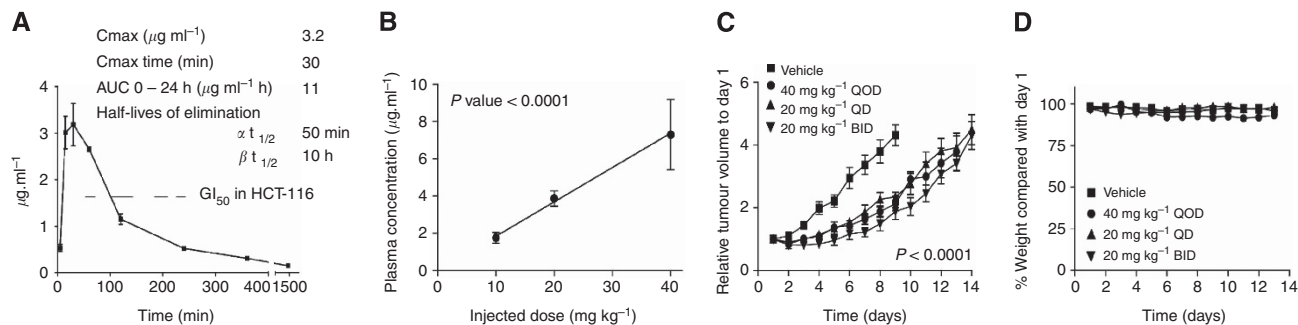 A
Cmax (μg ml⁻¹) 3.2
Cmax time (min) 30
AUC 0 – 24 h (μg ml⁻¹ h) 11
Half-lives of elimination
α t 1/2 50 min
β t 1/2 10 h
GI50 in HCT-116
μg.ml⁻¹
4
3
2
1
0
0 100 200 300 400 1500
Time (min)
B
P value < 0.0001
Plasma concentration (μg.ml⁻¹)
10
8
6
4
2
0
0 10 20 30 40
Injected dose (mg kg⁻¹)
C
Vehicle
40 mg kg⁻¹ QOD
20 mg kg⁻¹ QD
20 mg kg⁻¹ BID
Relative tumour volume to day 1
6
4
2
0
P < 0.0001
0 2 4 6 8 10 12 14
Time (days)
D
% Weight compared with day 1
100
75
50
25
0
Vehicle
40 mg kg⁻¹ QOD
20 mg kg⁻¹ QD
20 mg kg⁻¹ BID
0 2 4 6 8 10 12 14
Time (days)